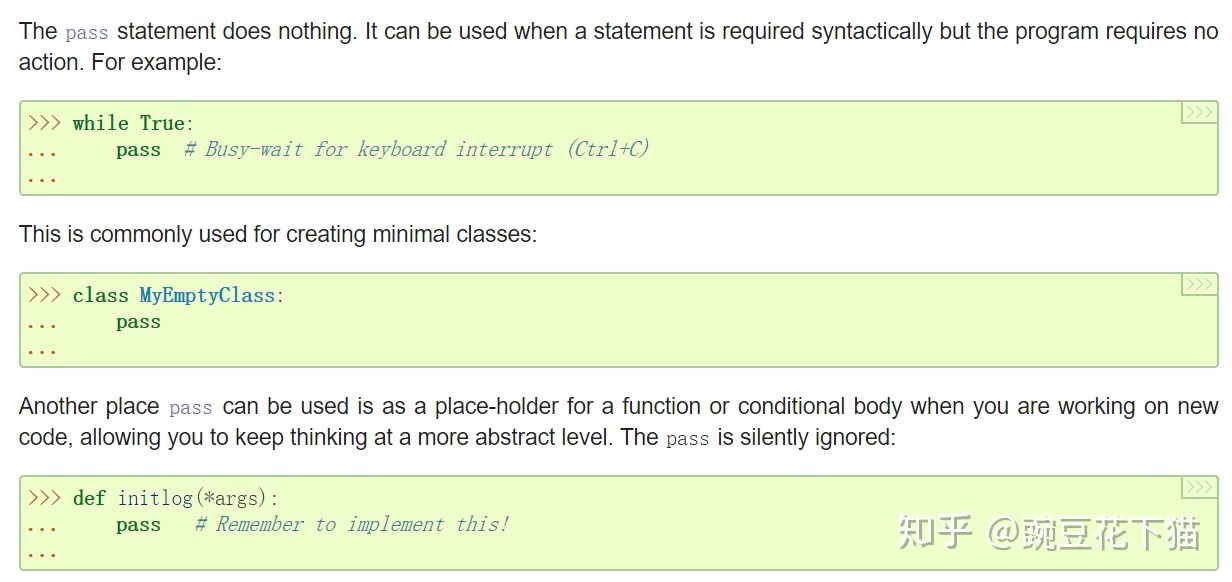 The pass statement does nothing. It can be used when a statement is required syntactically but the program requires no
action. For example:
>>>
>>> while True:
...     pass  # Busy-wait for keyboard interrupt (Ctrl+C)
...
This is commonly used for creating minimal classes:
>>>
>>> class MyEmptyClass:
...     pass
...
Another place pass can be used is as a place-holder for a function or conditional body when you are working on new
code, allowing you to keep thinking at a more abstract level. The pass is silently ignored:
>>>
>>> def initlog(*args):
...     pass   # Remember to implement this!
...
知乎 @豌豆花下猫